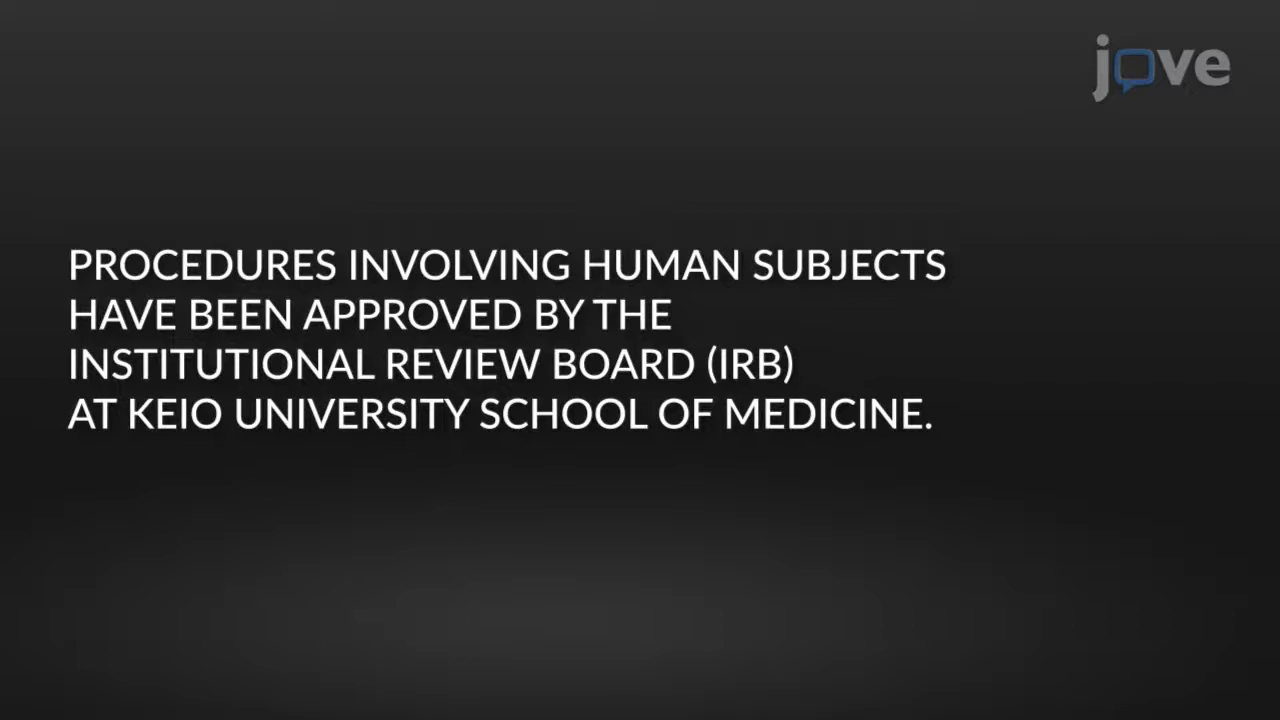 jove
PROCEDURES INVOLVING HUMAN SUBJECTS
HAVE BEEN APPROVED BY THE
INSTITUTIONAL REVIEW BOARD (IRB)
AT KEIO UNIVERSITY SCHOOL OF MEDICINE.